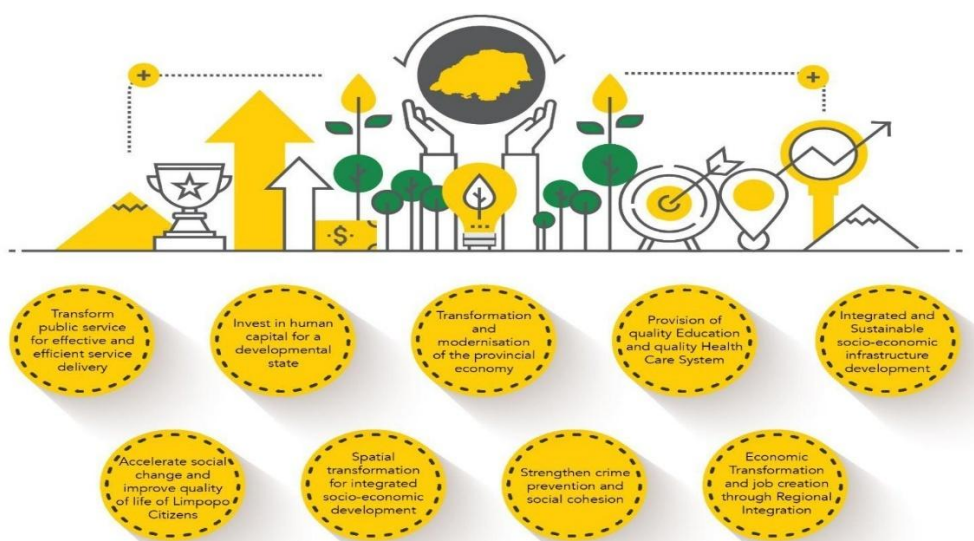 +
+
$
Transform
public service
for effective and
efficient service
delivery
Invest in human
capital for a
developmental
state
Transformation
and
modernisation
of the provincial
economy
Provision of
quality Education
and quality Health
Care System
Integrated and
Sustainable
socio-economic
infrastructure
development
Accelerate social
change and
improve quality
of life of Limpopo
Citizens
Spatial
transformation
for integrated
socio-economic
development
Strengthen crime
prevention and
social cohesion
Economic
Transformation
and job creation
through Regional
Integration